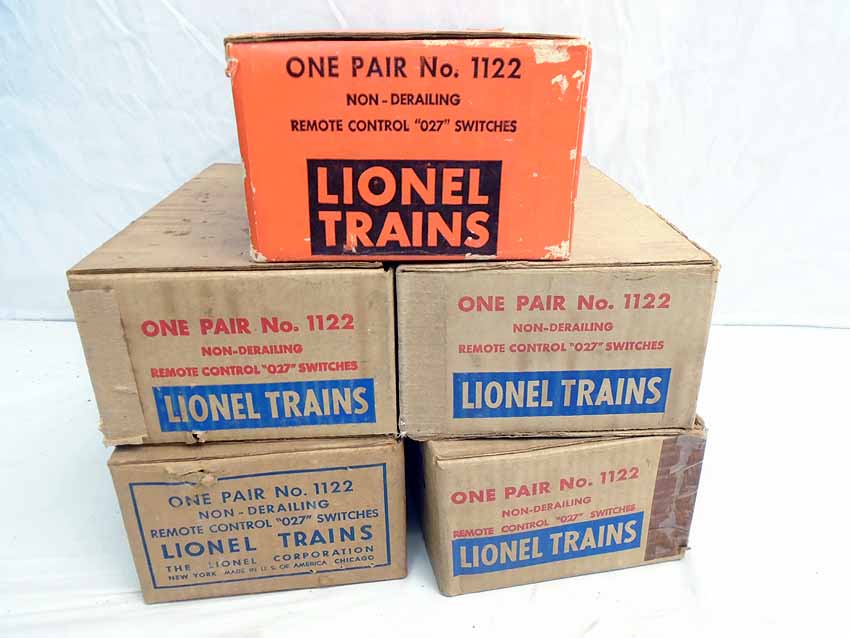 ONE PAIR No. 1122
NON-DERAILING
REMOTE CONTROL "027" SWITCHES
LIONEL
TRAINS
ONE PAIR No. 1122
NON-DERAILING
REMOTE CONTROL "027" SWITCHES
LIONEL TRAINS
ONE PAIR No. 1122
NON-DERAILING
REMOTE CONTROL "027" SWITCHES
LIONEL TRAINS
ONE PAIR No. 1122
NON-DERAILING
REMOTE CONTROL "027" SWITCHES
LIONEL TRAINS
THE LIONEL CORPORATION
NEW YORK MADE IN U. S. OF AMERICA CHICAGO
ONE PAIR No. 1122
NON-DERAILING
REMOTE CONTROL "027" SWITCHES
LIONEL TRAINS